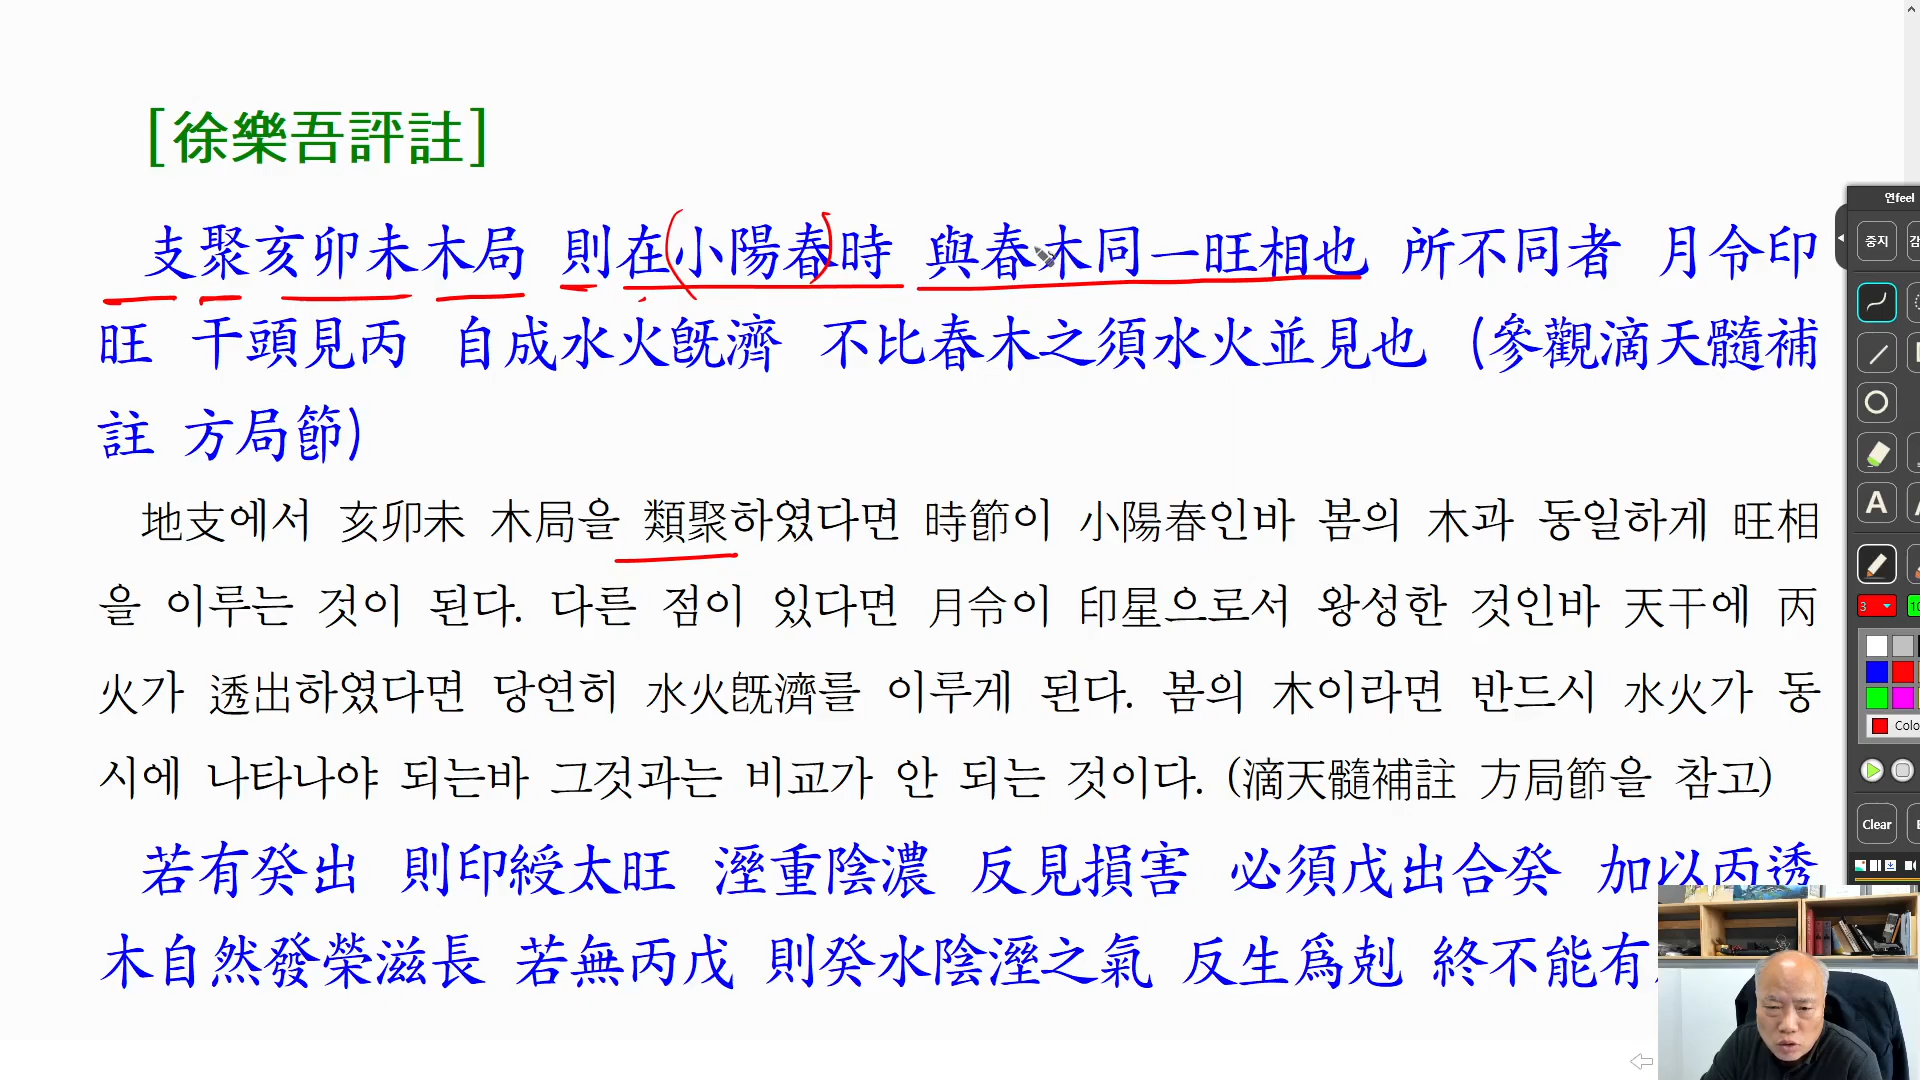 [徐樂吾評註]
支聚亥卯未木局 則在小陽春時 與春木同一旺相也 所不同者 月令印
旺 干頭見丙 自成水火旣濟 不比春木之須水火並見也 (參觀滴天髓補
註 方局節)
地支에서 亥卯未 木局을 類聚하였다면 時節이 小陽春인바 봄의 木과 동일하게 旺相
을 이루는 것이 된다. 다른 점이 있다면 月令이 印星으로서 왕성한 것인바 天干에 丙
火가 透出하였다면 당연히 水火旣濟를 이루게 된다. 봄의 木이라면 반드시 水火가 동
시에 나타나야 되는바 그것과는 비교가 안 되는 것이다. (滴天髓補註 方局節을 참고)
若有癸出 則印綬太旺 溼重陰濃 反見損害 必須戊出合癸 加以丙透
木自然發榮滋長 若無丙戊 則癸水陰溼之氣 反生爲剋 終不能有
연feel
중지
3
Clear